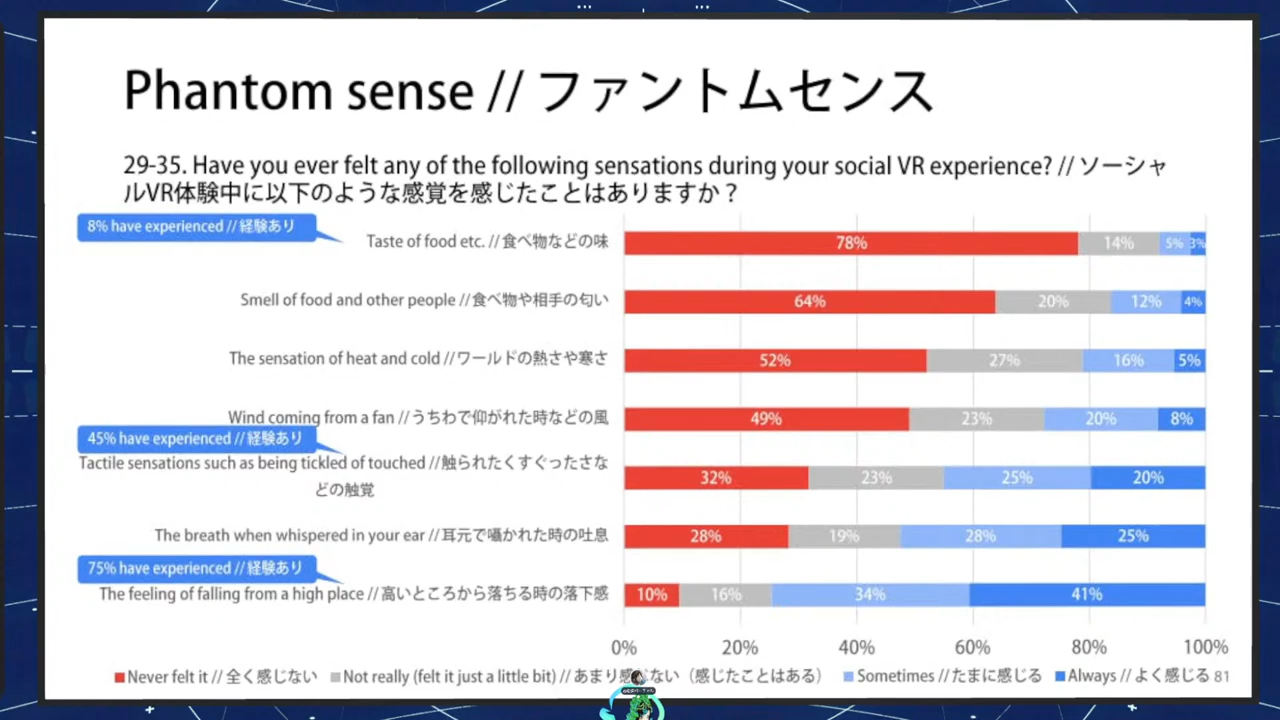 Phantom sense // ファントムセンス
29-35. Have you ever felt any of the following sensations during your social VR experience? // ソーシャ
ルVR体験中に以下のような感覚を感じたことはありますか？
8% have experienced // 経験あり
Taste of food etc. // 食べ物などの味
78% 14% 5% 3%
Smell of food and other people // 食べ物や相手の匂い
64% 20% 12% 4%
The sensation of heat and cold // ワールドの熱さや寒さ
52% 27% 16% 5%
Wind coming from a fan // うちわで仰がれた時などの風
49% 23% 20% 8%
45% have experienced // 経験あり
Tactile sensations such as being tickled of touched // 触られたくすぐったさな
どの触覚
32% 23% 25% 20%
The breath when whispered in your ear // 耳元で囁かれた時の吐息
28% 19% 28% 25%
75% have experienced // 経験あり
The feeling of falling from a high place // 高いところから落ちる時の落下感
10% 16% 34% 41%
0% 20% 40% 60% 80% 100%
Never felt it // 全く感じない
Not really (felt it just a little bit) // あまり感じない（感じたことはある）
Sometimes // たまに感じる
Always // よく感じる
81